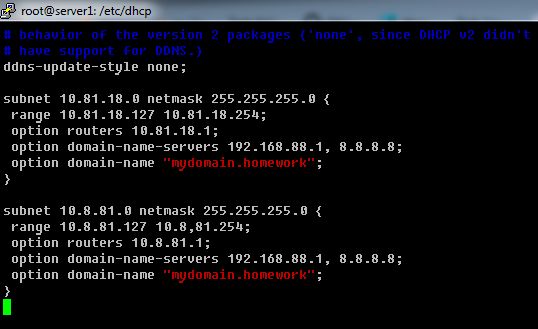 root@server1: /etc/dhcp
# behavior of the version 2 packages ('none', since DHCP v2 didn't
# have support for DDNS.)
ddns-update-style none;
subnet 10.81.18.0 netmask 255.255.255.0 {
range 10.81.18.127 10.81.18.254;
option routers 10.81.18.1;
option domain-name-servers 192.168.88.1, 8.8.8.8;
option domain-name "mydomain.homework";
}
subnet 10.8.81.0 netmask 255.255.255.0 {
range 10.8.81.127 10.8,81.254;
option routers 10.8.81.1;
option domain-name-servers 192.168.88.1, 8.8.8.8;
option domain-name "mydomain.homework";
}